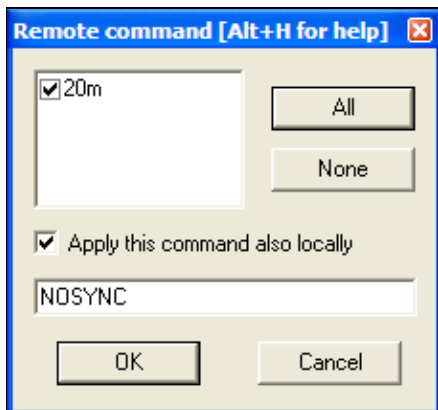 Remote command [Alt+H for help]
20m
All
None
Apply this command also locally
NOSYNC
OK Cancel